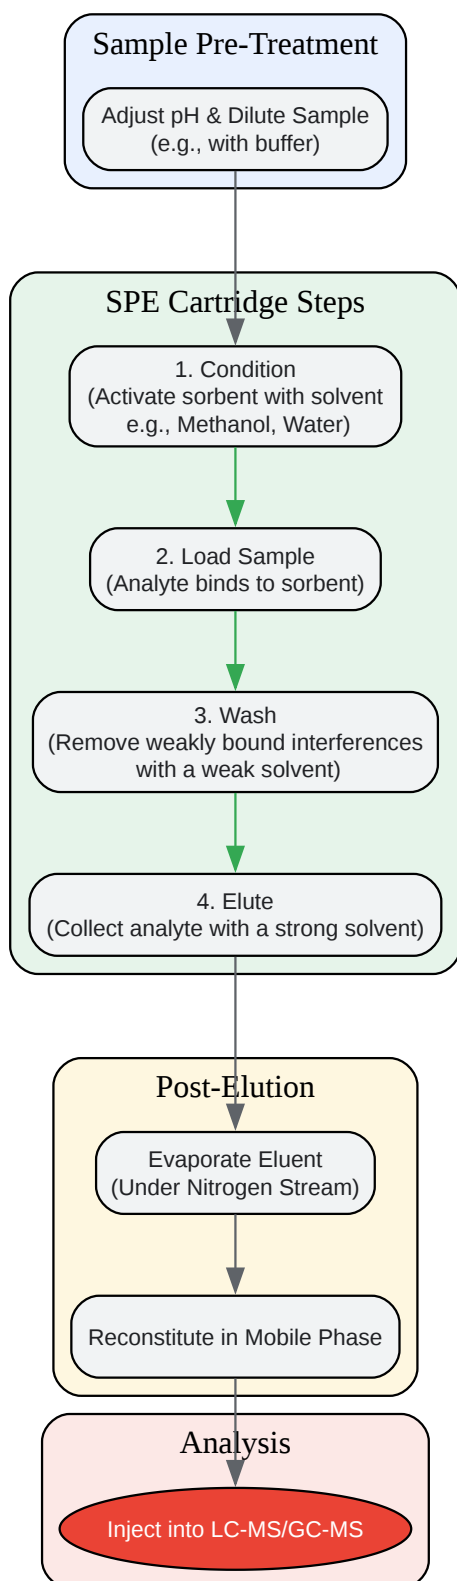 Sample Pre-Treatment
Adjust pH & Dilute Sample
(e.g., with buffer)
SPE Cartridge Steps
1. Condition
(Activate sorbent with solvent
e.g., Methanol, Water)
2. Load Sample
(Analyte binds to sorbent)
3. Wash
(Remove weakly bound interferences
with a weak solvent)
4. Elute
(Collect analyte with a strong solvent)
Post-Elution
Evaporate Eluent
(Under Nitrogen Stream)
Reconstitute in Mobile Phase
Analysis
Inject into LC-MS/GC-MS